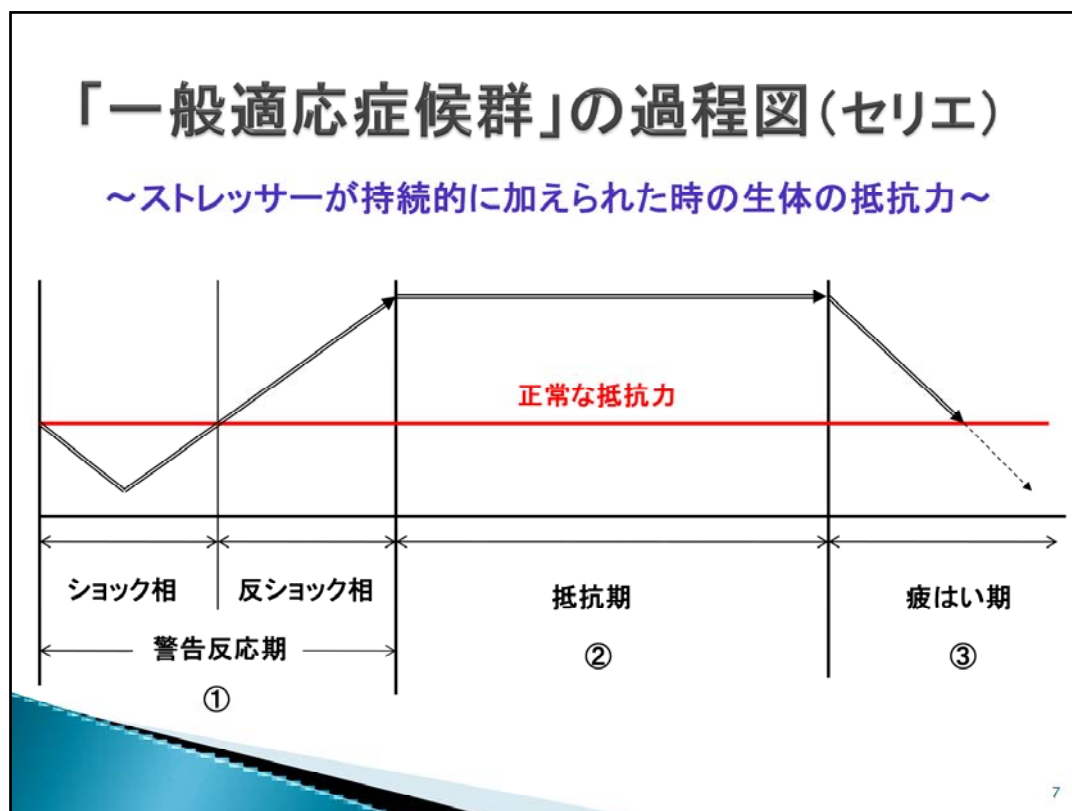 「一般適応症候群」の過程図(セリエ)
～ストレッサーが持続的に加えられた時の生体の抵抗力～
正常な抵抗力
ショック相
反ショック相
抵抗期
疲はい期
警告反応期
①
②
③
7